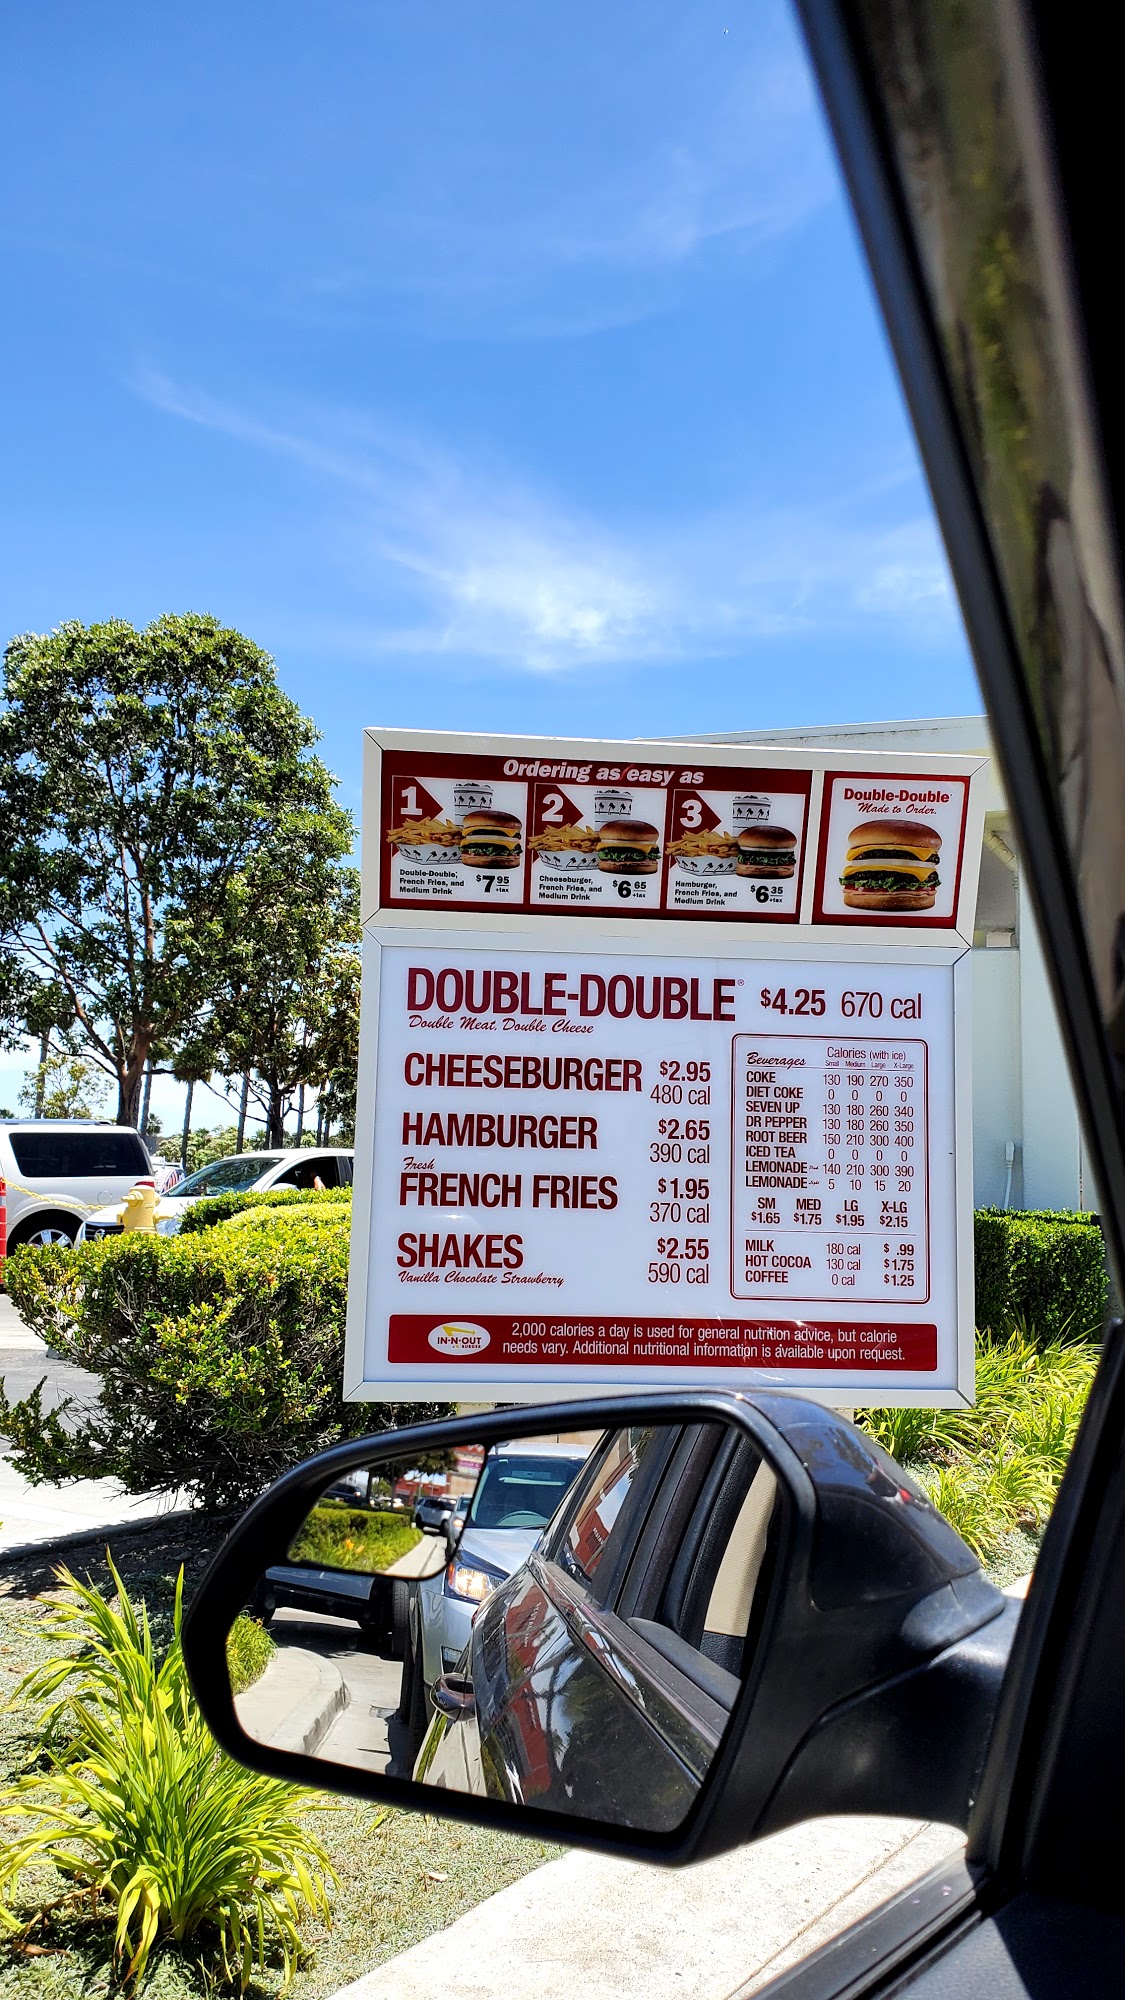 Ordering as easy as
1
Double-Double,
French Fries, and
Medium Drink
$7 95
+tax
2
Cheeseburger,
French Fries, and
Medium Drink
$6 65
+tax
3
Hamburger,
French Fries, and
Medium Drink
$6 35
+tax
Double-Double
Made to Order.
DOUBLE-DOUBLE® $4.25 670 cal
Double Meat, Double Cheese
CHEESEBURGER $2.95
480 cal
HAMBURGER $2.65
390 cal
Fresh
FRENCH FRIES $1.95
370 cal
SHAKES $2.55
Vanilla Chocolate Strawberry 590 cal
Beverages Calories (with ice)
Small Medium Large X-Large
COKE 130 190 270 350
DIET COKE 0 0 0 0
SEVEN UP 130 180 260 340
DR PEPPER 130 180 260 350
ROOT BEER 150 210 300 400
ICED TEA 0 0 0 0
LEMONADE 140 210 300 390
LEMONADE 5 10 15 20
SM MED LG X-LG
$1.65 $1.75 $1.95 $2.15
MILK 180 cal $ .99
HOT COCOA 130 cal $1.75
COFFEE 0 cal $1.25
IN-N-OUT
BURGER
2,000 calories a day is used for general nutrition advice, but calorie
needs vary. Additional nutritional information is available upon request.